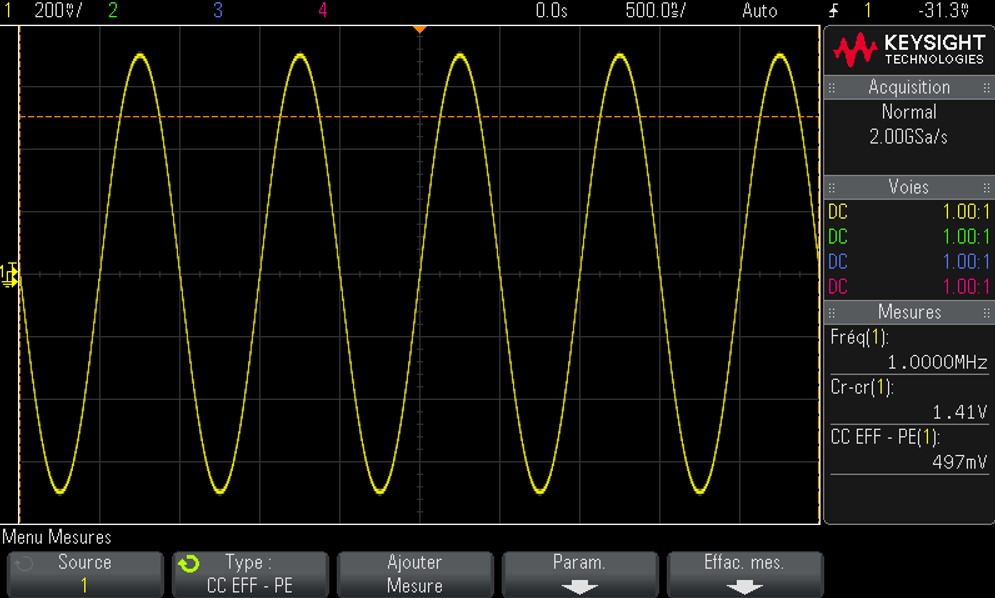 1 200mV/ 2 3 4 0.0s 500.0ns/ Auto 1 -31.3mV
KEYSIGHT
TECHNOLOGIES
Acquisition
Normal
2.00GSa/s
Voies
DC 1.00:1
DC 1.00:1
DC 1.00:1
DC 1.00:1
Mesures
Fréq(1):
1.0000MHz
Cr-cr(1):
1.41V
CC EFF - PE(1):
497mV
Menu Mesures
Source
1
Type :
CC EFF - PE
Ajouter
Mesure
Param.
Effac. mes.